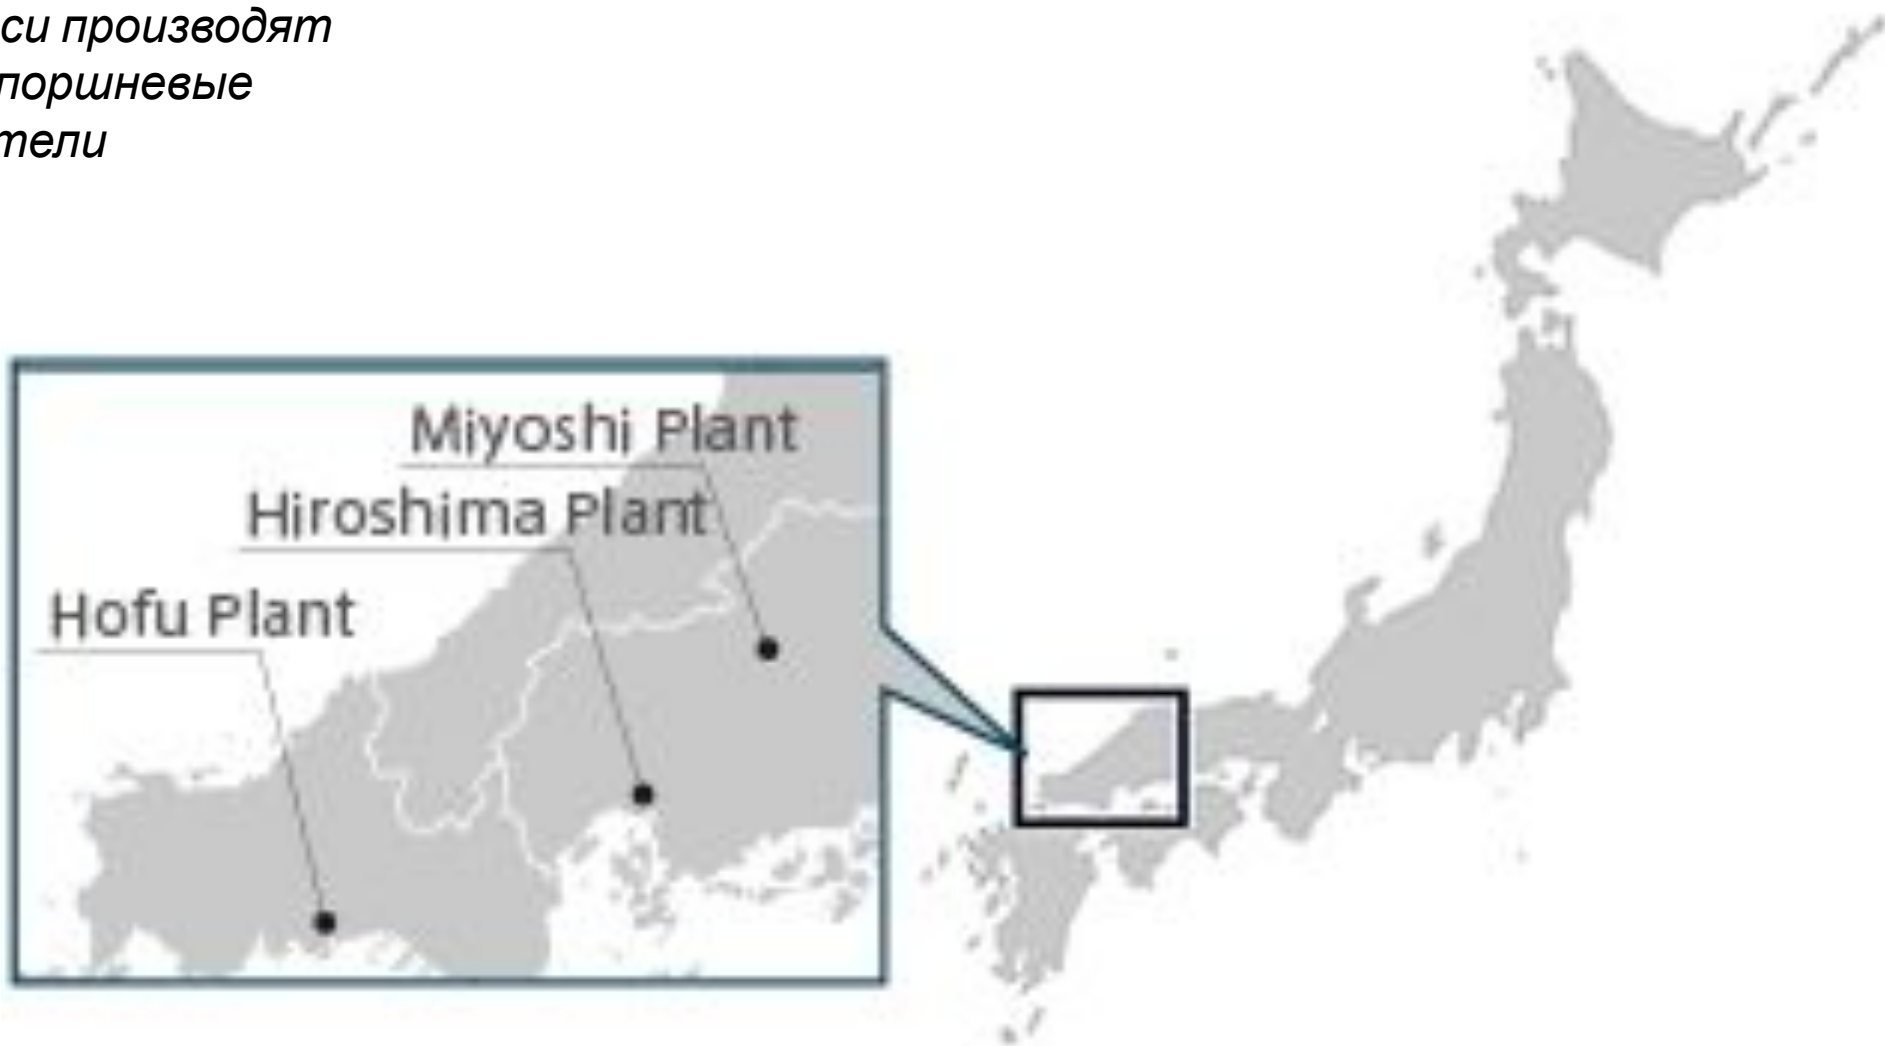 си производят
поршневые
тели
Miyoshi Plant
Hiroshima Plant
Hofu Plant